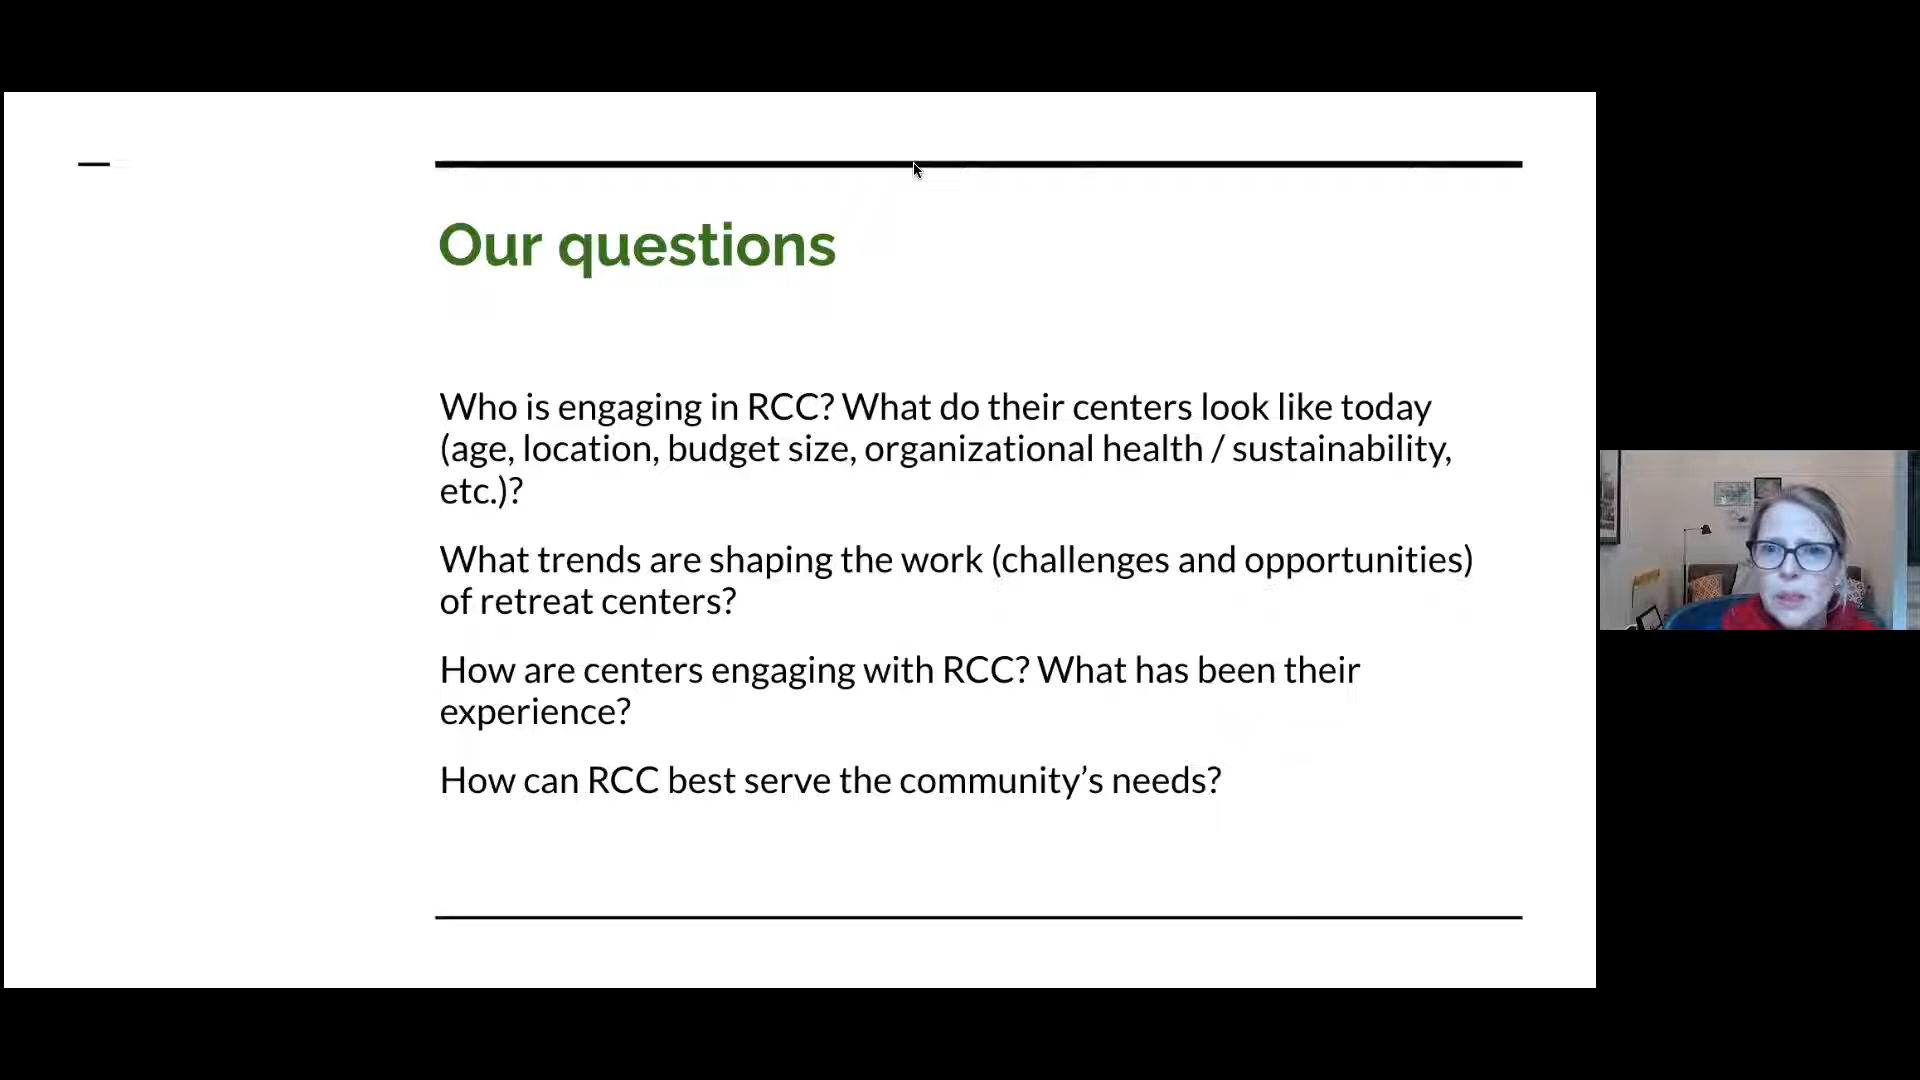 Our questions
Who is engaging in RCC? What do their centers look like today
(age, location, budget size, organizational health / sustainability,
etc.)?
What trends are shaping the work (challenges and opportunities)
of retreat centers?
How are centers engaging with RCC? What has been their
experience?
How can RCC best serve the community’s needs?